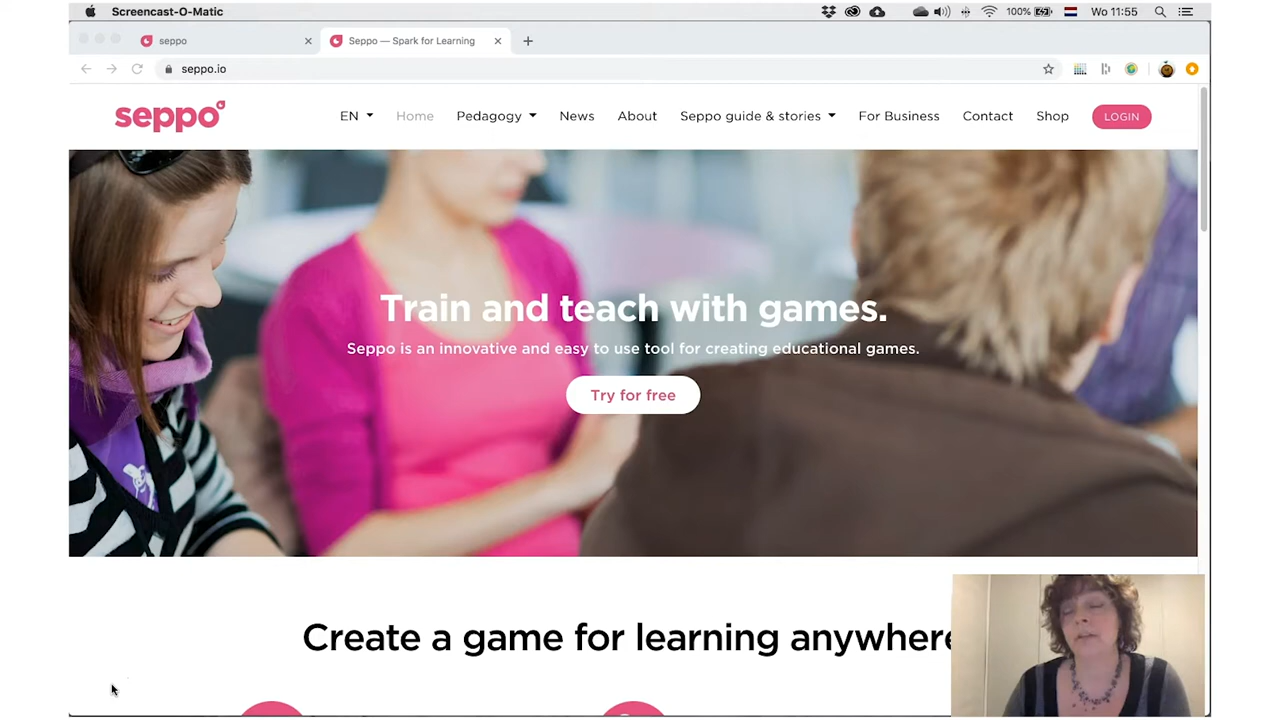 Screencast-O-Matic
100%
Wo 11:55
seppo
Seppo — Spark for Learning
seppo.io
seppo
EN
Home
Pedagogy
News
About
Seppo guide & stories
For Business
Contact
Shop
LOGIN
Train and teach with games.
Seppo is an innovative and easy to use tool for creating educational games.
Try for free
Create a game for learning anywhere